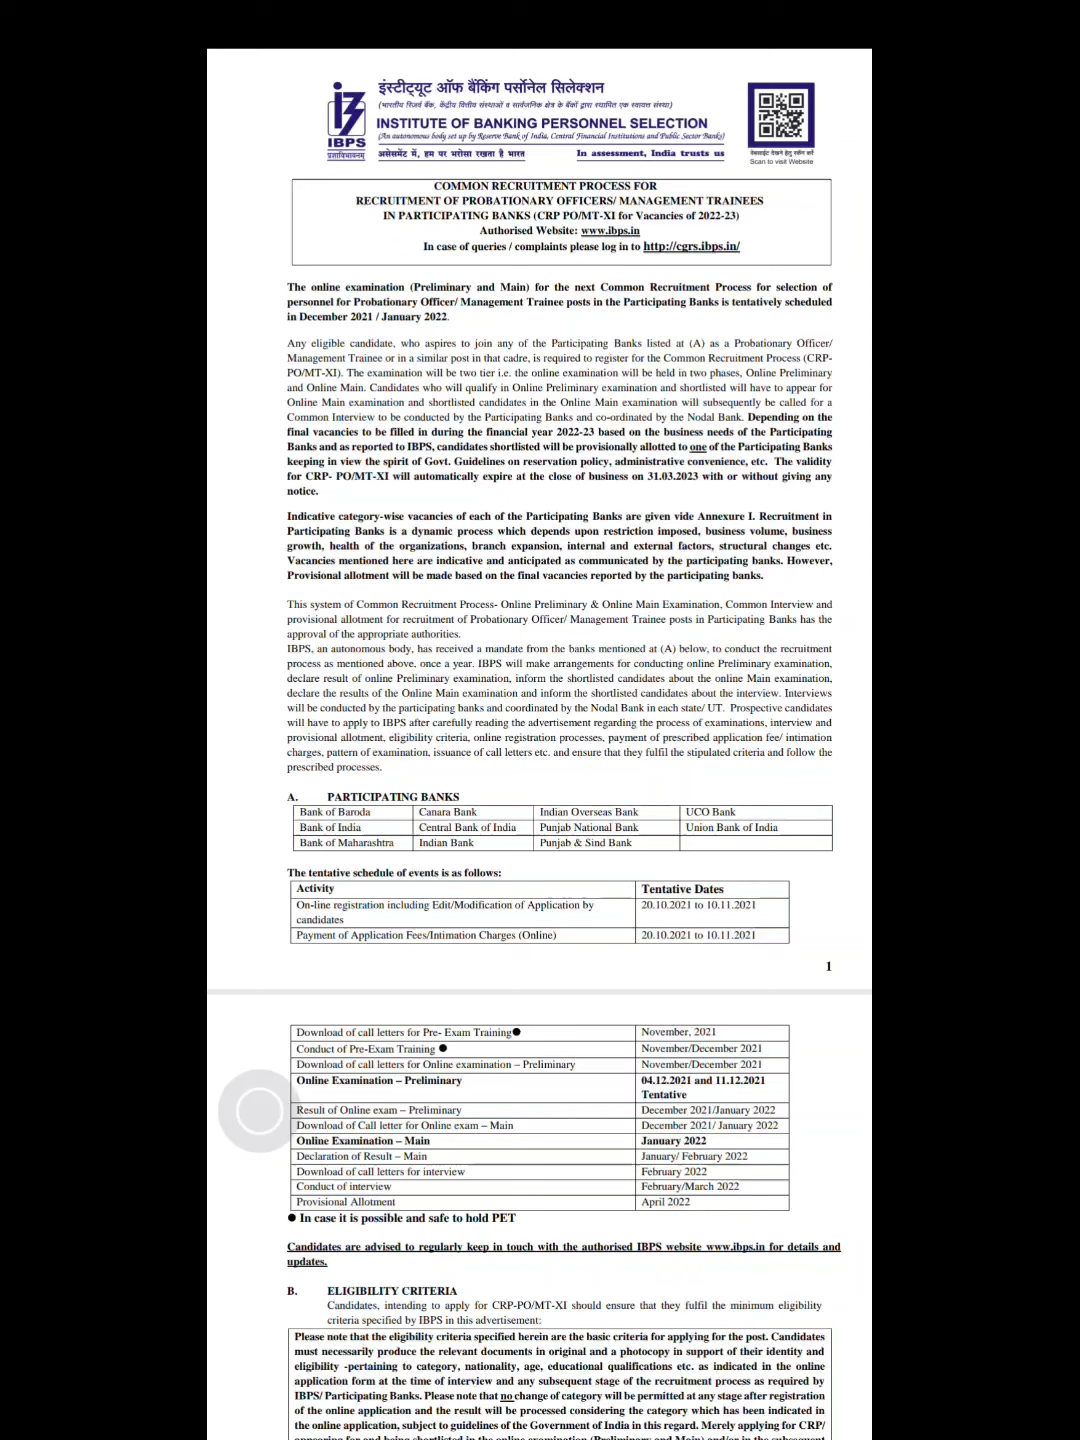 इंस्टीट्यूट ऑफ बैंकिंग पर्सोनेल सिलेक्शन
(भारतीय रिजर्व बैंक, केंद्रीय वित्तीय संस्थाओं व सार्वजनिक क्षेत्र के बैंकों द्वारा स्थापित एक स्वायत्त संस्था)
INSTITUTE OF BANKING PERSONNEL SELECTION
(An autonomous body set up by Reserve Bank of India, Central Financial Institutions and Public Sector Banks)
IBPS
असेसमेंट में, हम पर भरोसा रखता है भारत In assessment, India trusts us
वेबसाईट देखने हेतु स्कैन करें
Scan to visit Website
COMMON RECRUITMENT PROCESS FOR
RECRUITMENT OF PROBATIONARY OFFICERS/ MANAGEMENT TRAINEES
IN PARTICIPATING BANKS (CRP PO/MT-XI for Vacancies of 2022-23)
Authorised Website: www.ibps.in
In case of queries / complaints please log in to http://cgrs.ibps.in/
The online examination (Preliminary and Main) for the next Common Recruitment Process for selection of
personnel for Probationary Officer/ Management Trainee posts in the Participating Banks is tentatively scheduled
in December 2021 / January 2022.
Any eligible candidate, who aspires to join any of the Participating Banks listed at (A) as a Probationary Officer/
Management Trainee or in a similar post in that cadre, is required to register for the Common Recruitment Process (CRP-
PO/MT-XI). The examination will be two tier i.e. the online examination will be held in two phases, Online Preliminary
and Online Main. Candidates who will qualify in Online Preliminary examination and shortlisted will have to appear for
Online Main examination and shortlisted candidates in the Online Main examination will subsequently be called for a
Common Interview to be conducted by the Participating Banks and co-ordinated by the Nodal Bank. Depending on the
final vacancies to be filled in during the financial year 2022-23 based on the business needs of the Participating
Banks and as reported to IBPS, candidates shortlisted will be provisionally allotted to one of the Participating Banks
keeping in view the spirit of Govt. Guidelines on reservation policy, administrative convenience, etc. The validity
for CRP- PO/MT-XI will automatically expire at the close of business on 31.03.2023 with or without giving any
notice.
Indicative category-wise vacancies of each of the Participating Banks are given vide Annexure I. Recruitment in
Participating Banks is a dynamic process which depends upon restriction imposed, business volume, business
growth, health of the organizations, branch expansion, internal and external factors, structural changes etc.
Vacancies mentioned here are indicative and anticipated as communicated by the participating banks. However,
Provisional allotment will be made based on the final vacancies reported by the participating banks.
This system of Common Recruitment Process- Online Preliminary & Online Main Examination, Common Interview and
provisional allotment for recruitment of Probationary Officer/ Management Trainee posts in Participating Banks has the
approval of the appropriate authorities.
IBPS, an autonomous body, has received a mandate from the banks mentioned at (A) below, to conduct the recruitment
process as mentioned above, once a year. IBPS will make arrangements for conducting online Preliminary examination,
declare result of online Preliminary examination, inform the shortlisted candidates about the online Main examination,
declare the results of the Online Main examination and inform the shortlisted candidates about the interview. Interviews
will be conducted by the participating banks and coordinated by the Nodal Bank in each state/ UT. Prospective candidates
will have to apply to IBPS after carefully reading the advertisement regarding the process of examinations, interview and
provisional allotment, eligibility criteria, online registration processes, payment of prescribed application fee/ intimation
charges, pattern of examination, issuance of call letters etc. and ensure that they fulfil the stipulated criteria and follow the
prescribed processes.
A. PARTICIPATING BANKS
Bank of Baroda Canara Bank Indian Overseas Bank UCO Bank
Bank of India Central Bank of India Punjab National Bank Union Bank of India
Bank of Maharashtra Indian Bank Punjab & Sind Bank
The tentative schedule of events is as follows:
Activity Tentative Dates
On-line registration including Edit/Modification of Application by 20.10.2021 to 10.11.2021
candidates
Payment of Application Fees/Intimation Charges (Online) 20.10.2021 to 10.11.2021
1
Download of call letters for Pre- Exam Training● November, 2021
Conduct of Pre-Exam Training ● November/December 2021
Download of call letters for Online examination – Preliminary November/December 2021
Online Examination – Preliminary 04.12.2021 and 11.12.2021
Tentative
Result of Online exam – Preliminary December 2021/January 2022
Download of Call letter for Online exam – Main December 2021/ January 2022
Online Examination – Main January 2022
Declaration of Result – Main January/ February 2022
Download of call letters for interview February 2022
Conduct of interview February/March 2022
Provisional Allotment April 2022
● In case it is possible and safe to hold PET
Candidates are advised to regularly keep in touch with the authorised IBPS website www.ibps.in for details and
updates.
B. ELIGIBILITY CRITERIA
Candidates, intending to apply for CRP-PO/MT-XI should ensure that they fulfil the minimum eligibility
criteria specified by IBPS in this advertisement:
Please note that the eligibility criteria specified herein are the basic criteria for applying for the post. Candidates
must necessarily produce the relevant documents in original and a photocopy in support of their identity and
eligibility -pertaining to category, nationality, age, educational qualifications etc. as indicated in the online
application form at the time of interview and any subsequent stage of the recruitment process as required by
IBPS/ Participating Banks. Please note that no change of category will be permitted at any stage after registration
of the online application and the result will be processed considering the category which has been indicated in
the online application, subject to guidelines of the Government of India in this regard. Merely applying for CRP/